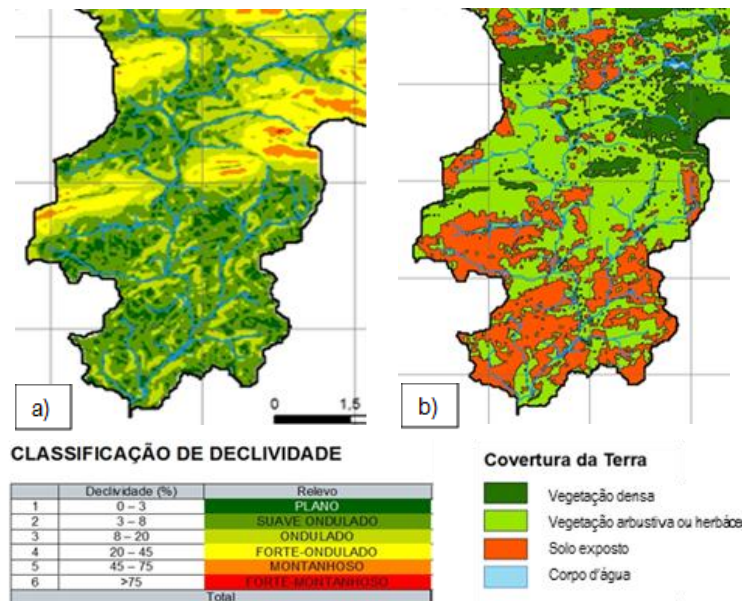 a)
0 1,5
b)
CLASSIFICAÇÃO DE DECLIVIDADE
Declividade (%) Relevo
1 0 – 3 PLANO
2 3 – 8 SUAVE ONDULADO
3 8 – 20 ONDULADO
4 20 – 45 FORTE-ONDULADO
5 45 – 75 MONTANHOSO
6 >75 FORTE-MONTANHOSO
Total
Covertura da Terra
Vegetação densa
Vegetação arbustiva ou herbáce
Solo exposto
Corpo d'água